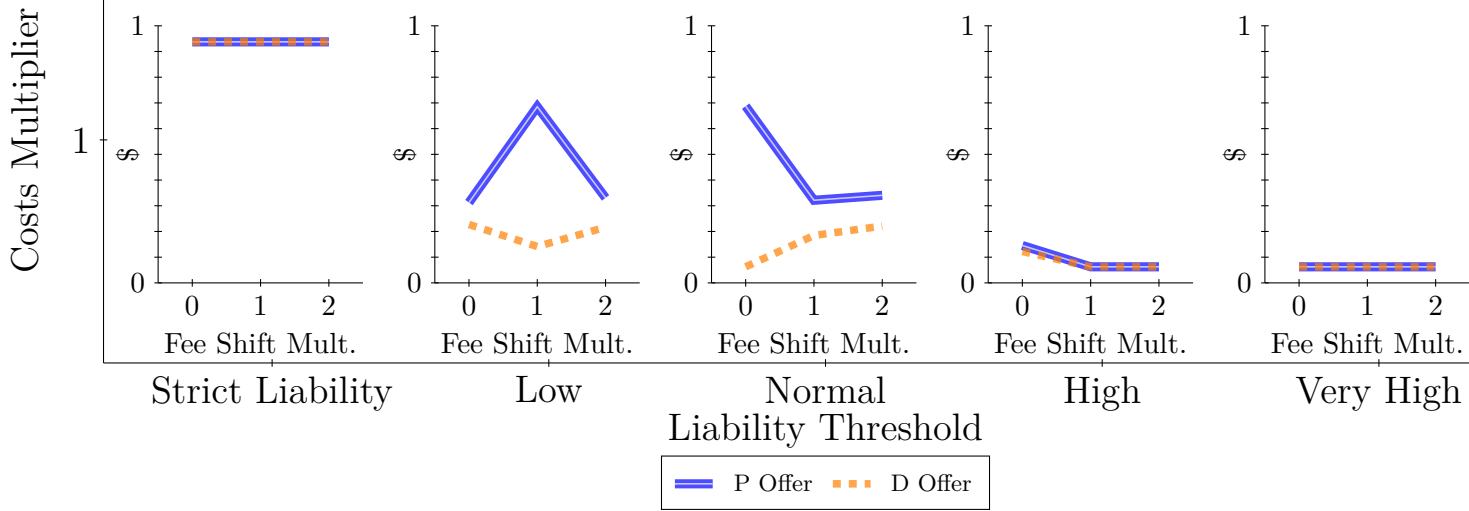 Costs Multiplier
1
1
$
0
0 1 2
Fee Shift Mult.
1
$
0
0 1 2
Fee Shift Mult.
1
$
0
0 1 2
Fee Shift Mult.
1
$
0
0 1 2
Fee Shift Mult.
1
$
0
0 1 2
Fee Shift Mult.
Strict Liability Low Normal High Very High
Liability Threshold
P Offer D Offer